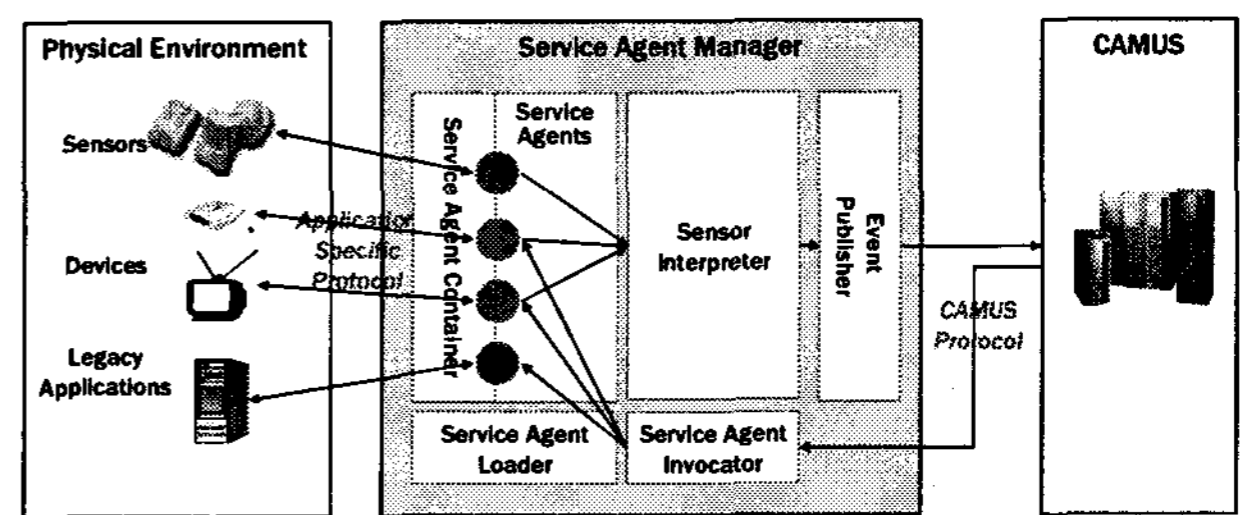 Physical Environment
Sensors
Devices
Legacy
Applications
Application
Specific
Protocol
Service Agent Manager
Service Agent Container
Service
Agents
Sensor
Interpreter
Event
Publisher
Service Agent
Loader
Service Agent
Invocator
CAMUS
Protocol
CAMUS